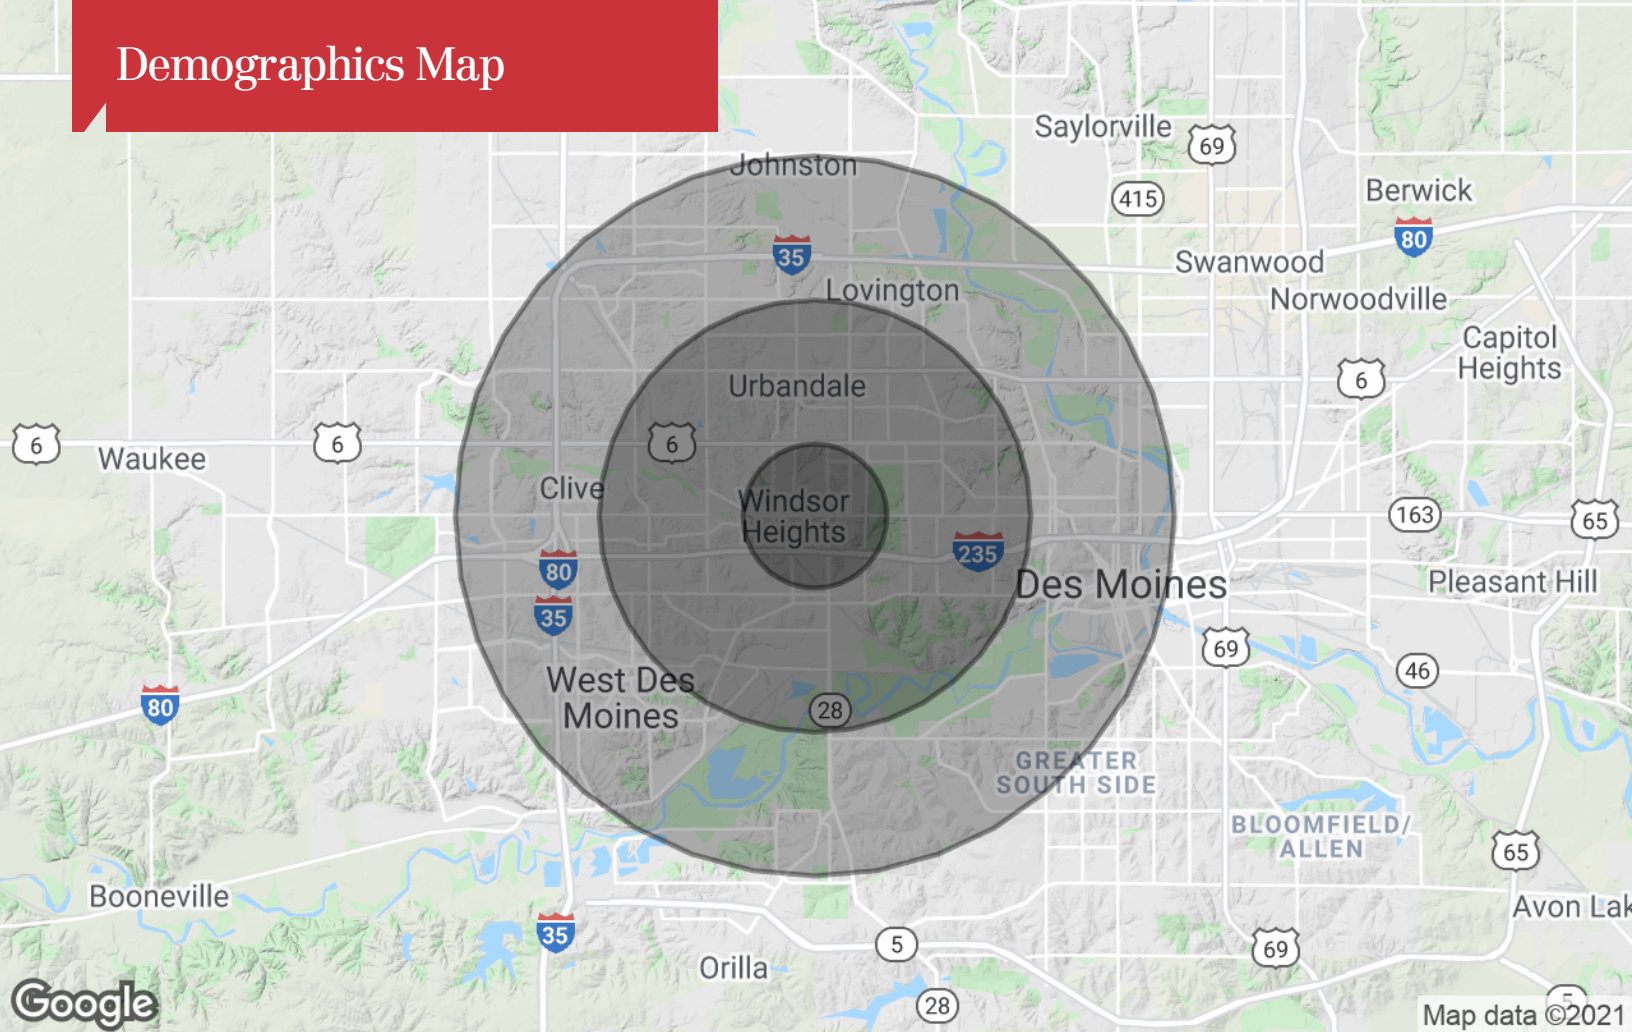 Demographics Map
Saylorville
69
Johnston
415
Berwick
80
35
Swanwood
Lovington
Norwoodville
Capitol
Heights
6
Urbandale
6
6
6
Waukee
Clive
Windsor
Heights
163
65
235
80
Des Moines
Pleasant Hill
35
69
46
West Des
Moines
80
28
GREATER
SOUTH SIDE
BLOOMFIELD/
ALLEN
65
Booneville
Avon Lak
35
5
69
Orilla
28
5
Google
Map data ©2021